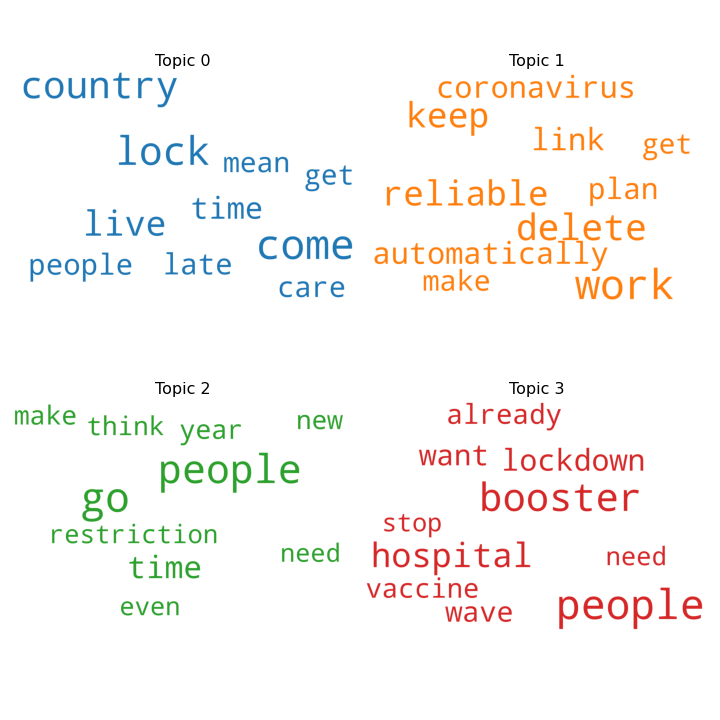 Topic 0
country
lock
mean
get
time
live
come
people
late
care
Topic 1
coronavirus
keep
link
get
reliable
plan
delete
automatically
make
work
Topic 2
make
think
year
new
people
go
restriction
need
time
even
Topic 3
already
want
lockdown
booster
stop
hospital
need
vaccine
wave
people